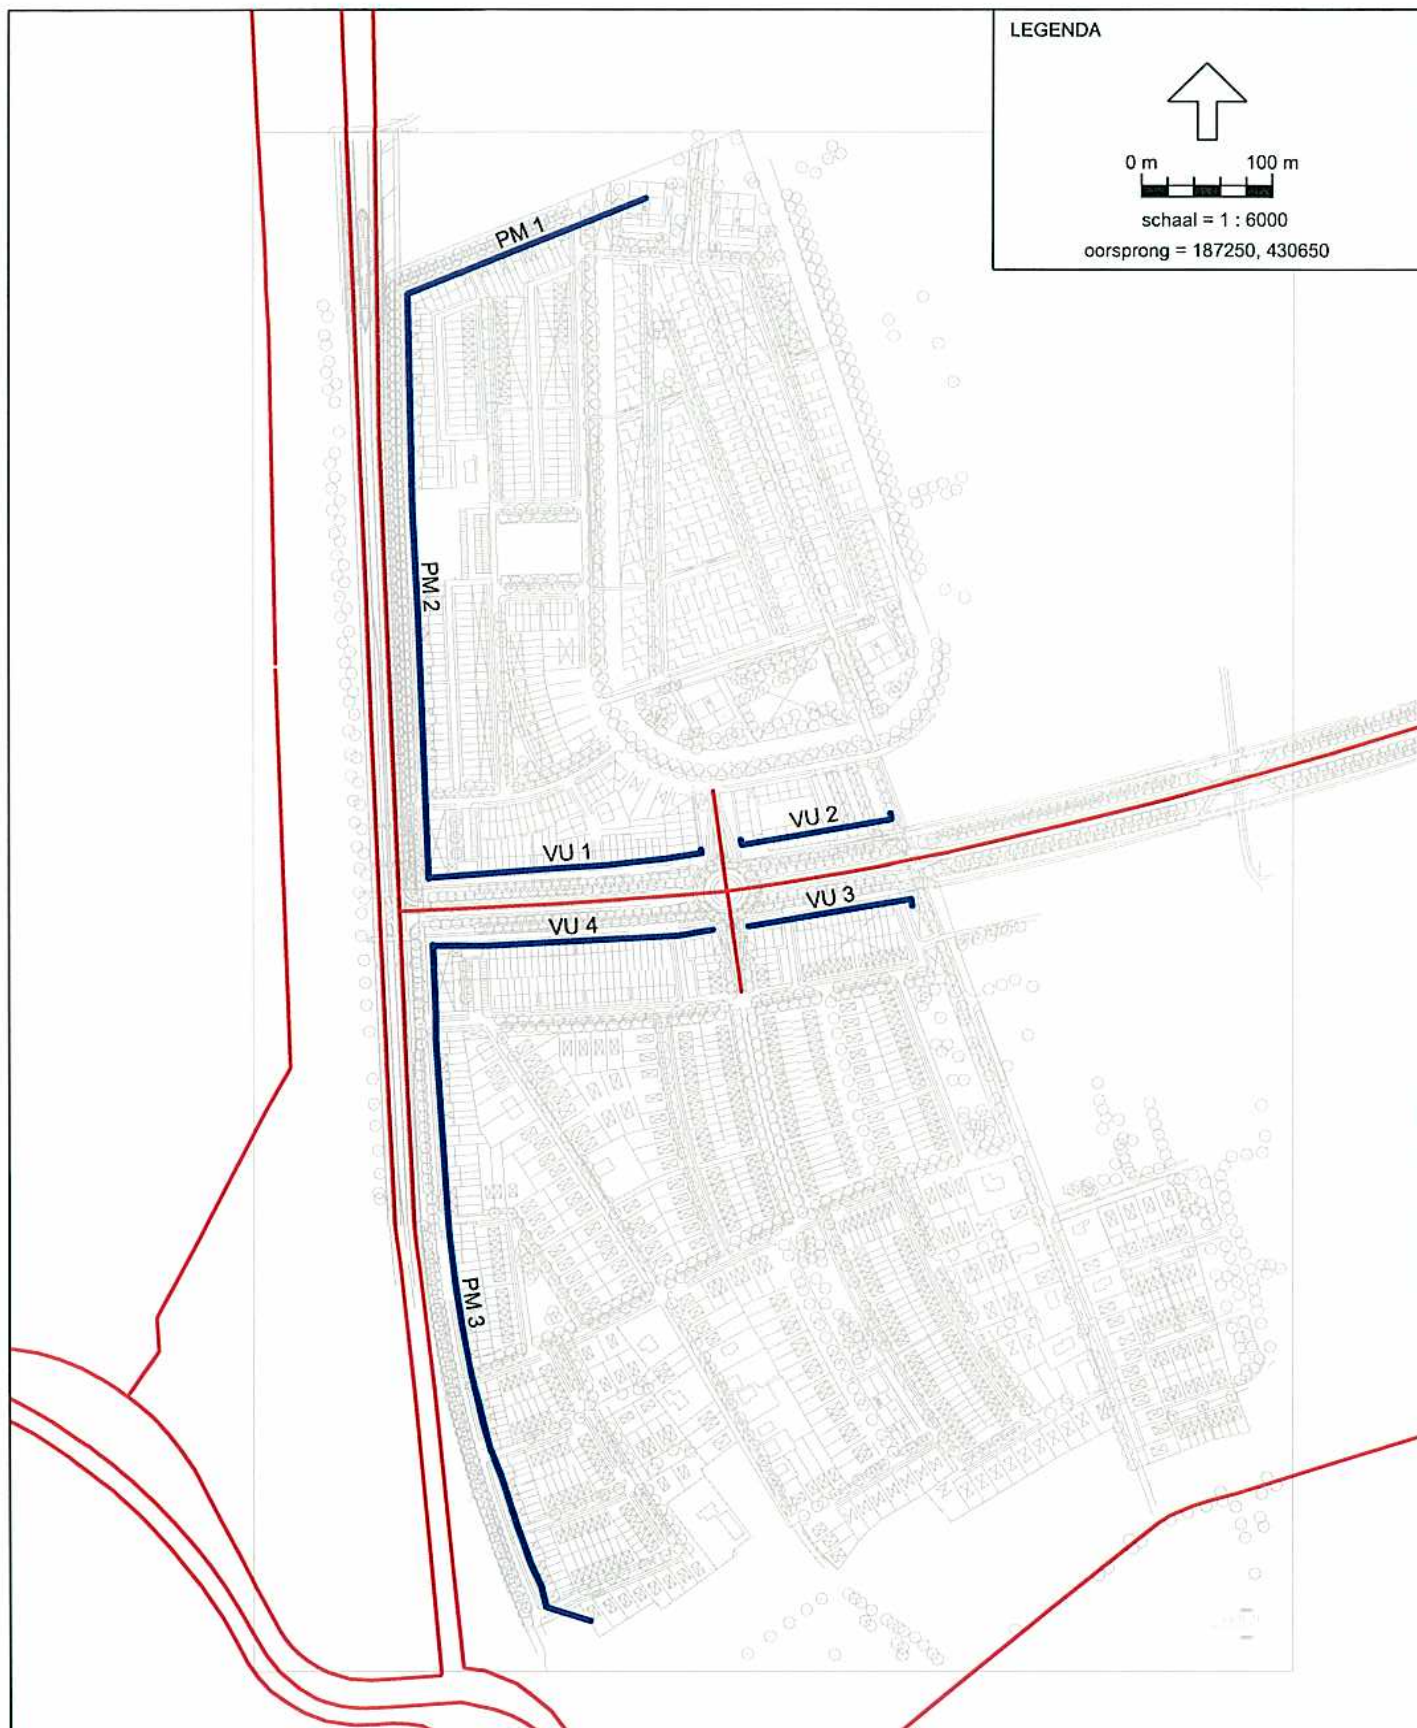 LEGENDA
0 m 100 m
schaal = 1 : 6000
oorsprong = 187250, 430650
PM 1
PM 2
VU 2
VU 1
VU 3
VU 4
PM 3